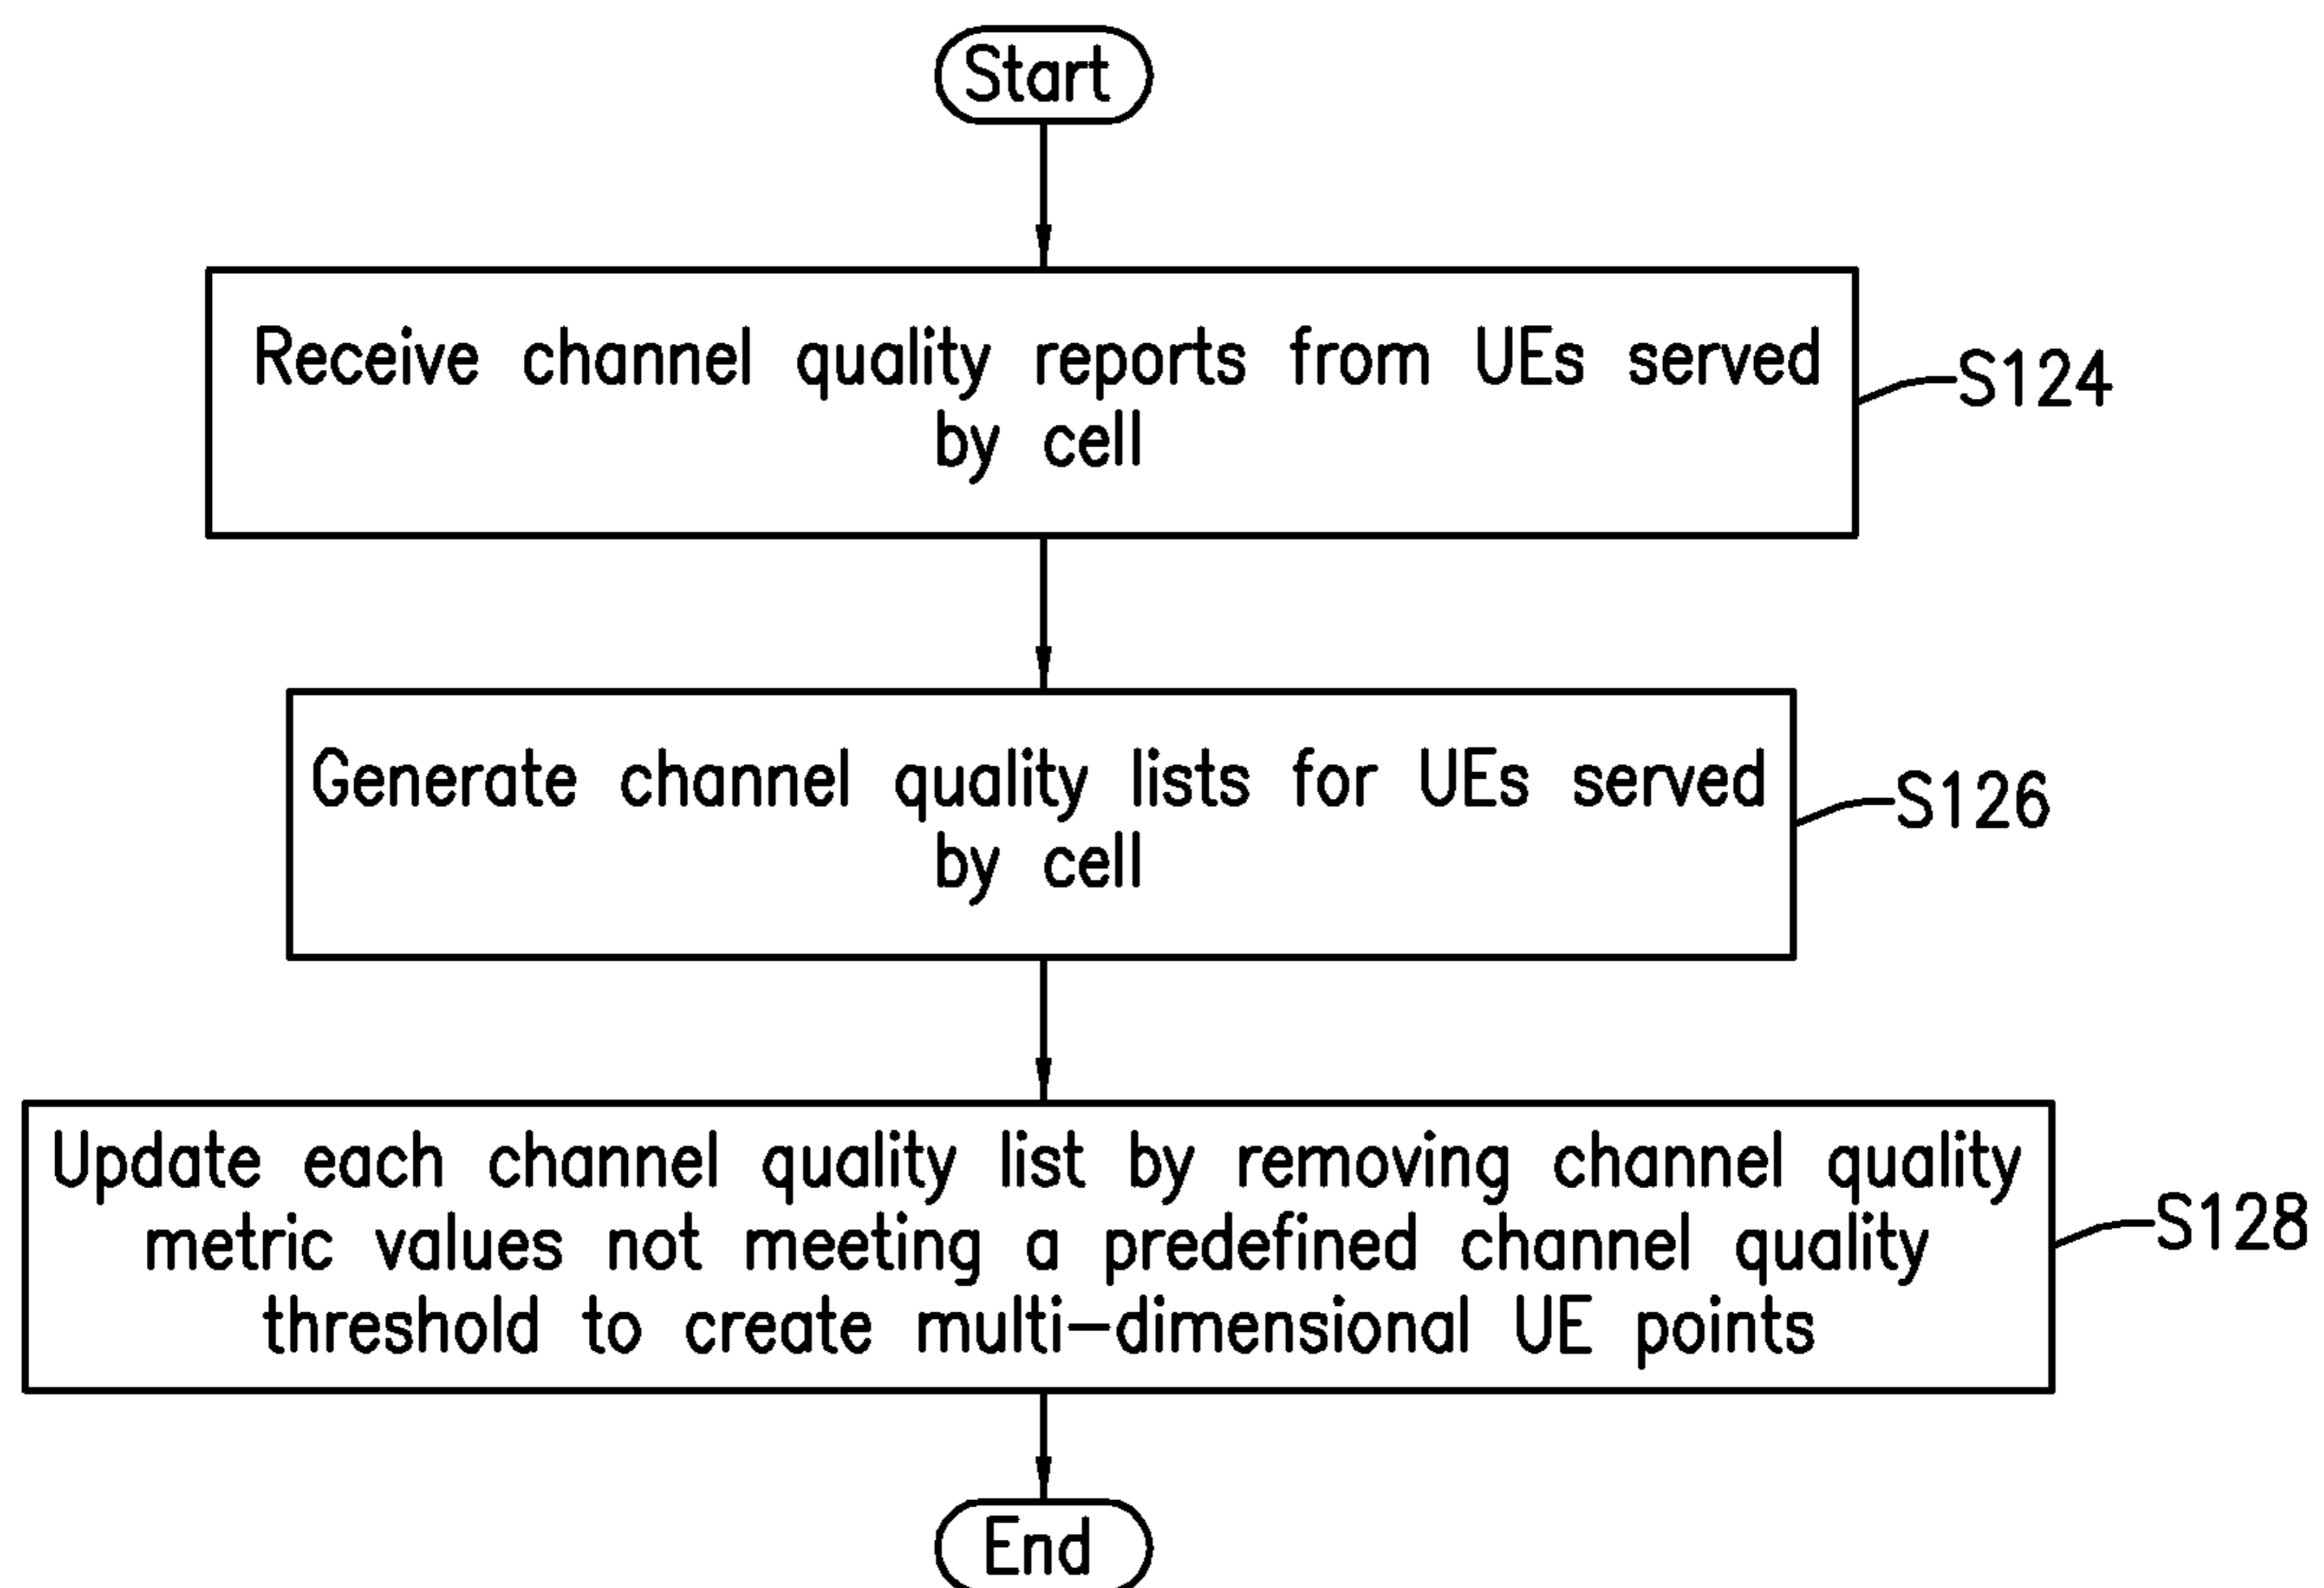 Start
Receive channel quality reports from UEs served
by cell
S124
Generate channel quality lists for UEs served
by cell
S126
Update each channel quality list by removing channel quality
metric values not meeting a predefined channel quality
threshold to create multi-dimensional UE points
S128
End